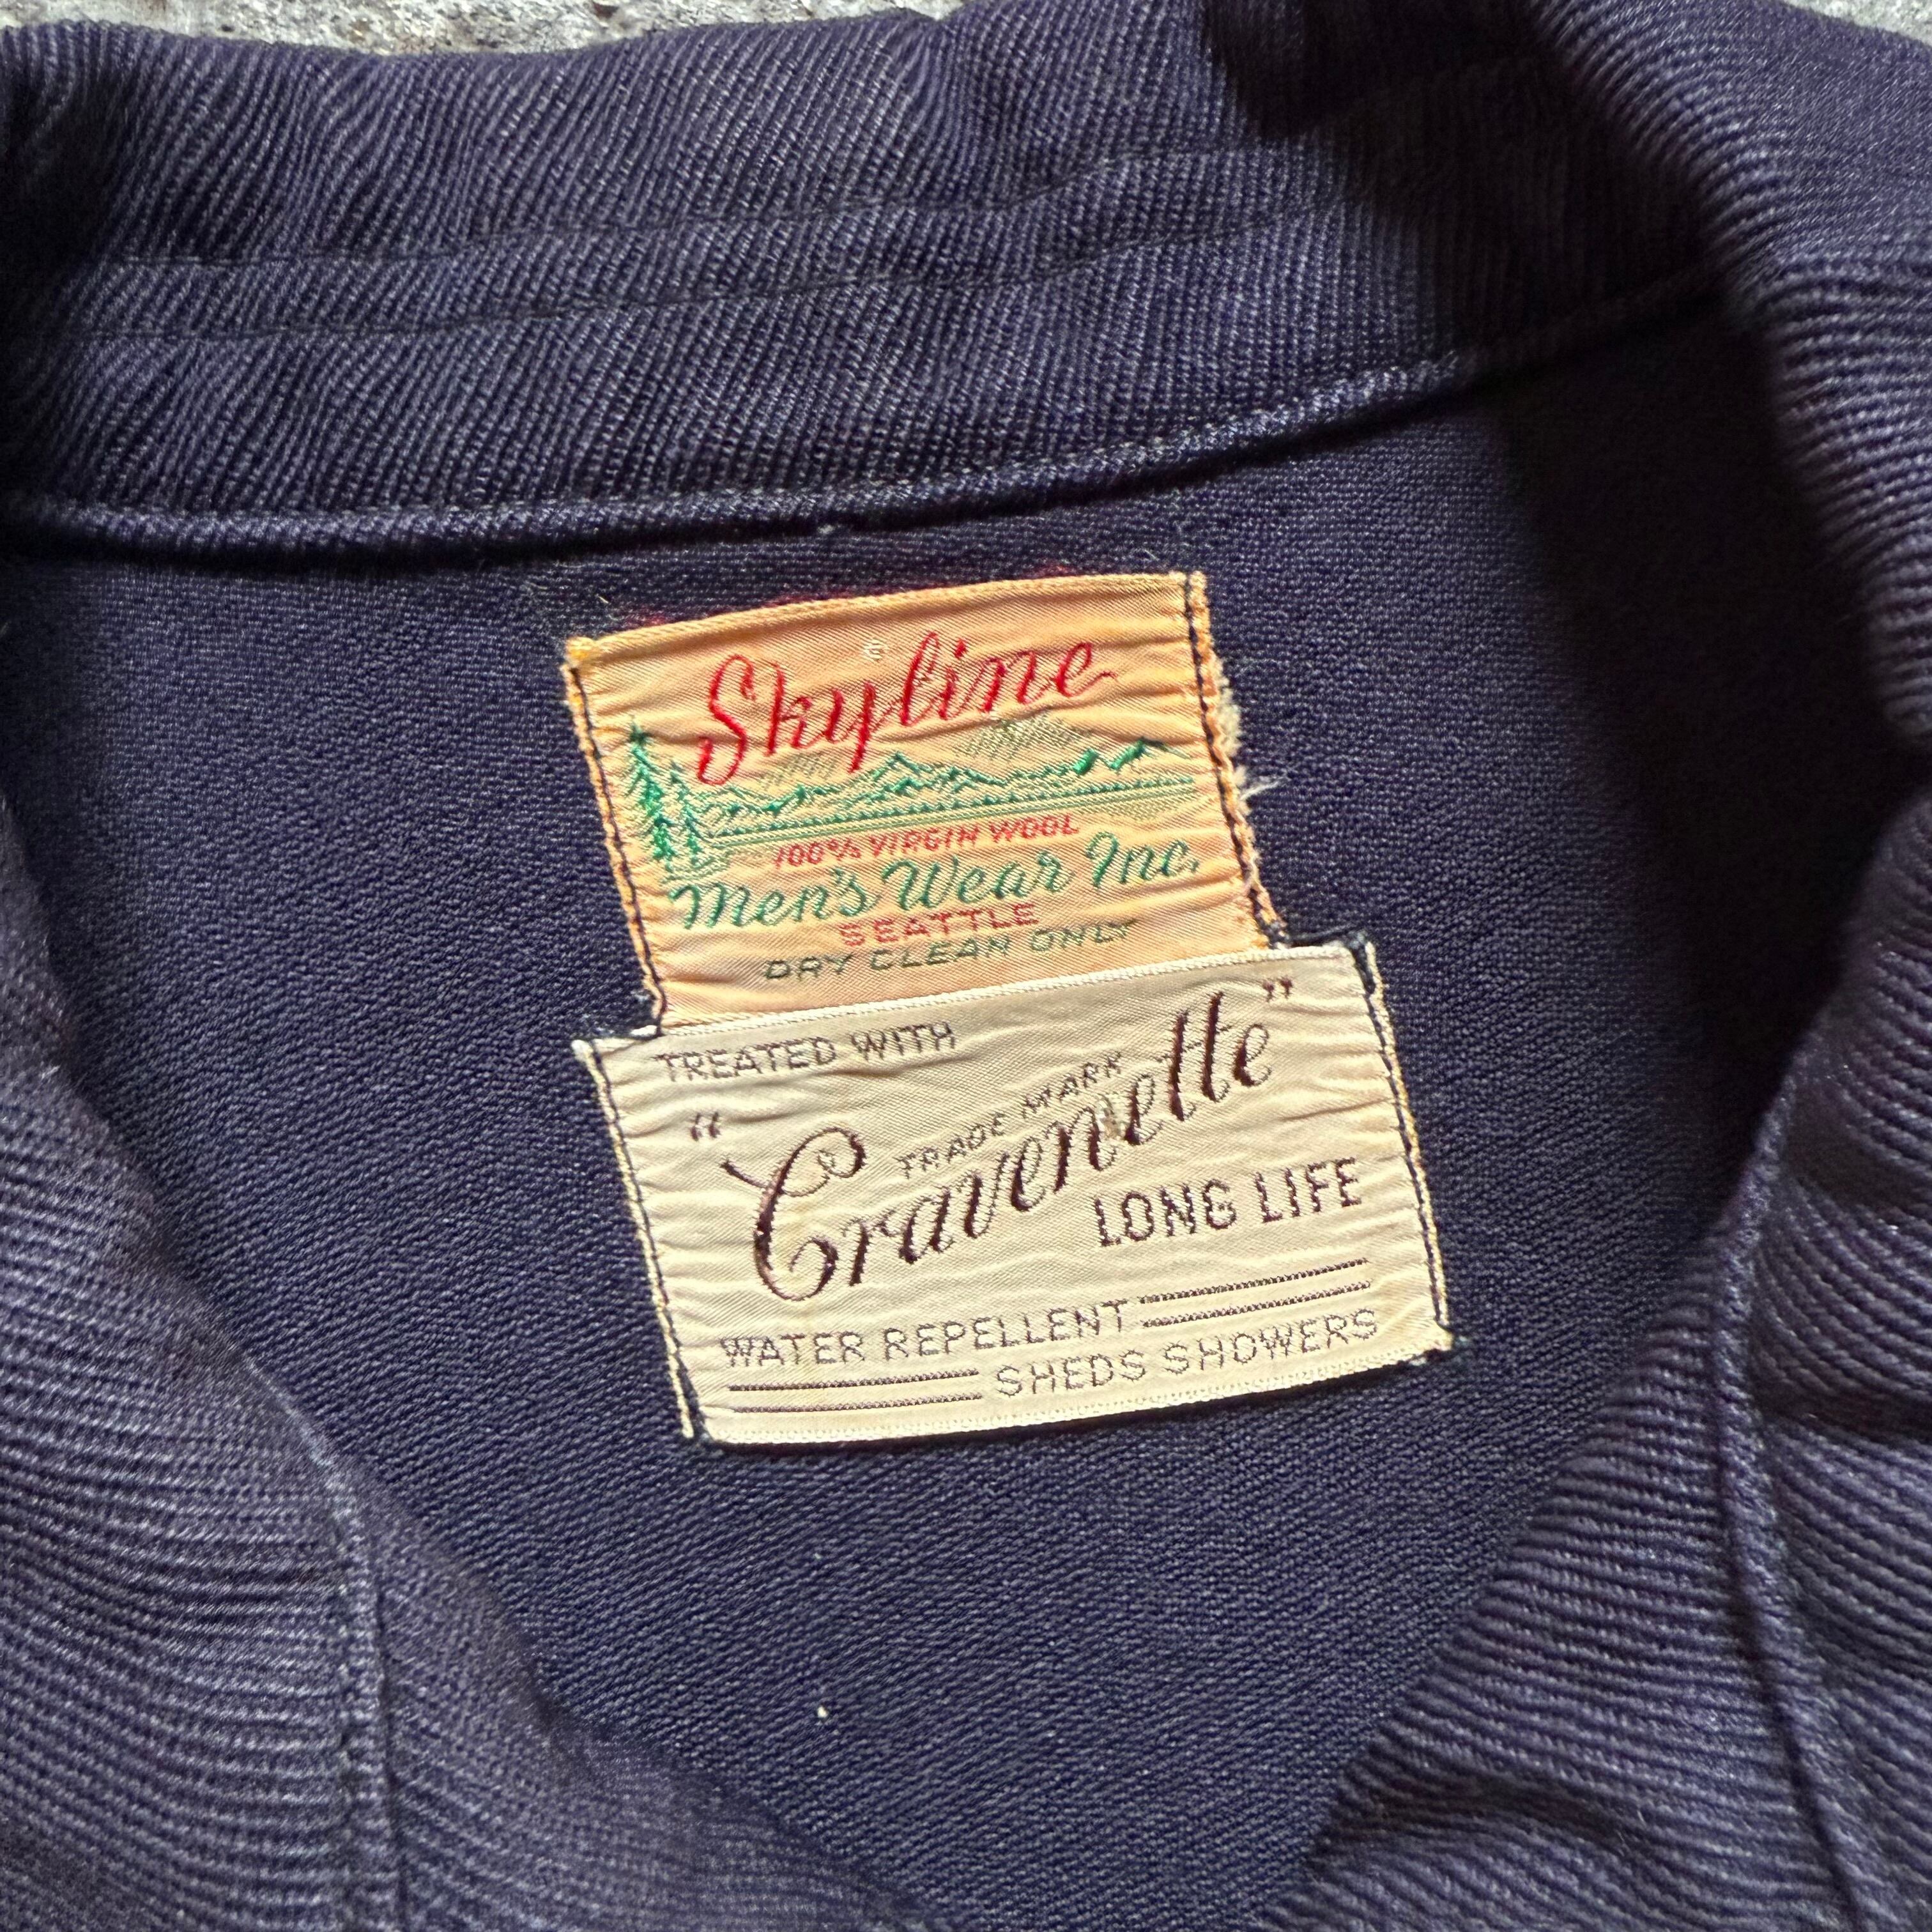 Skyline
100% VIRGIN WOOL
Men's Wear Inc.
SEATTLE
DRY CLEAN ONLY
TREATED WITH
TRADE MARK
"Cravenette"
LONG LIFE
WATER REPELLENT
SHEDS SHOWERS